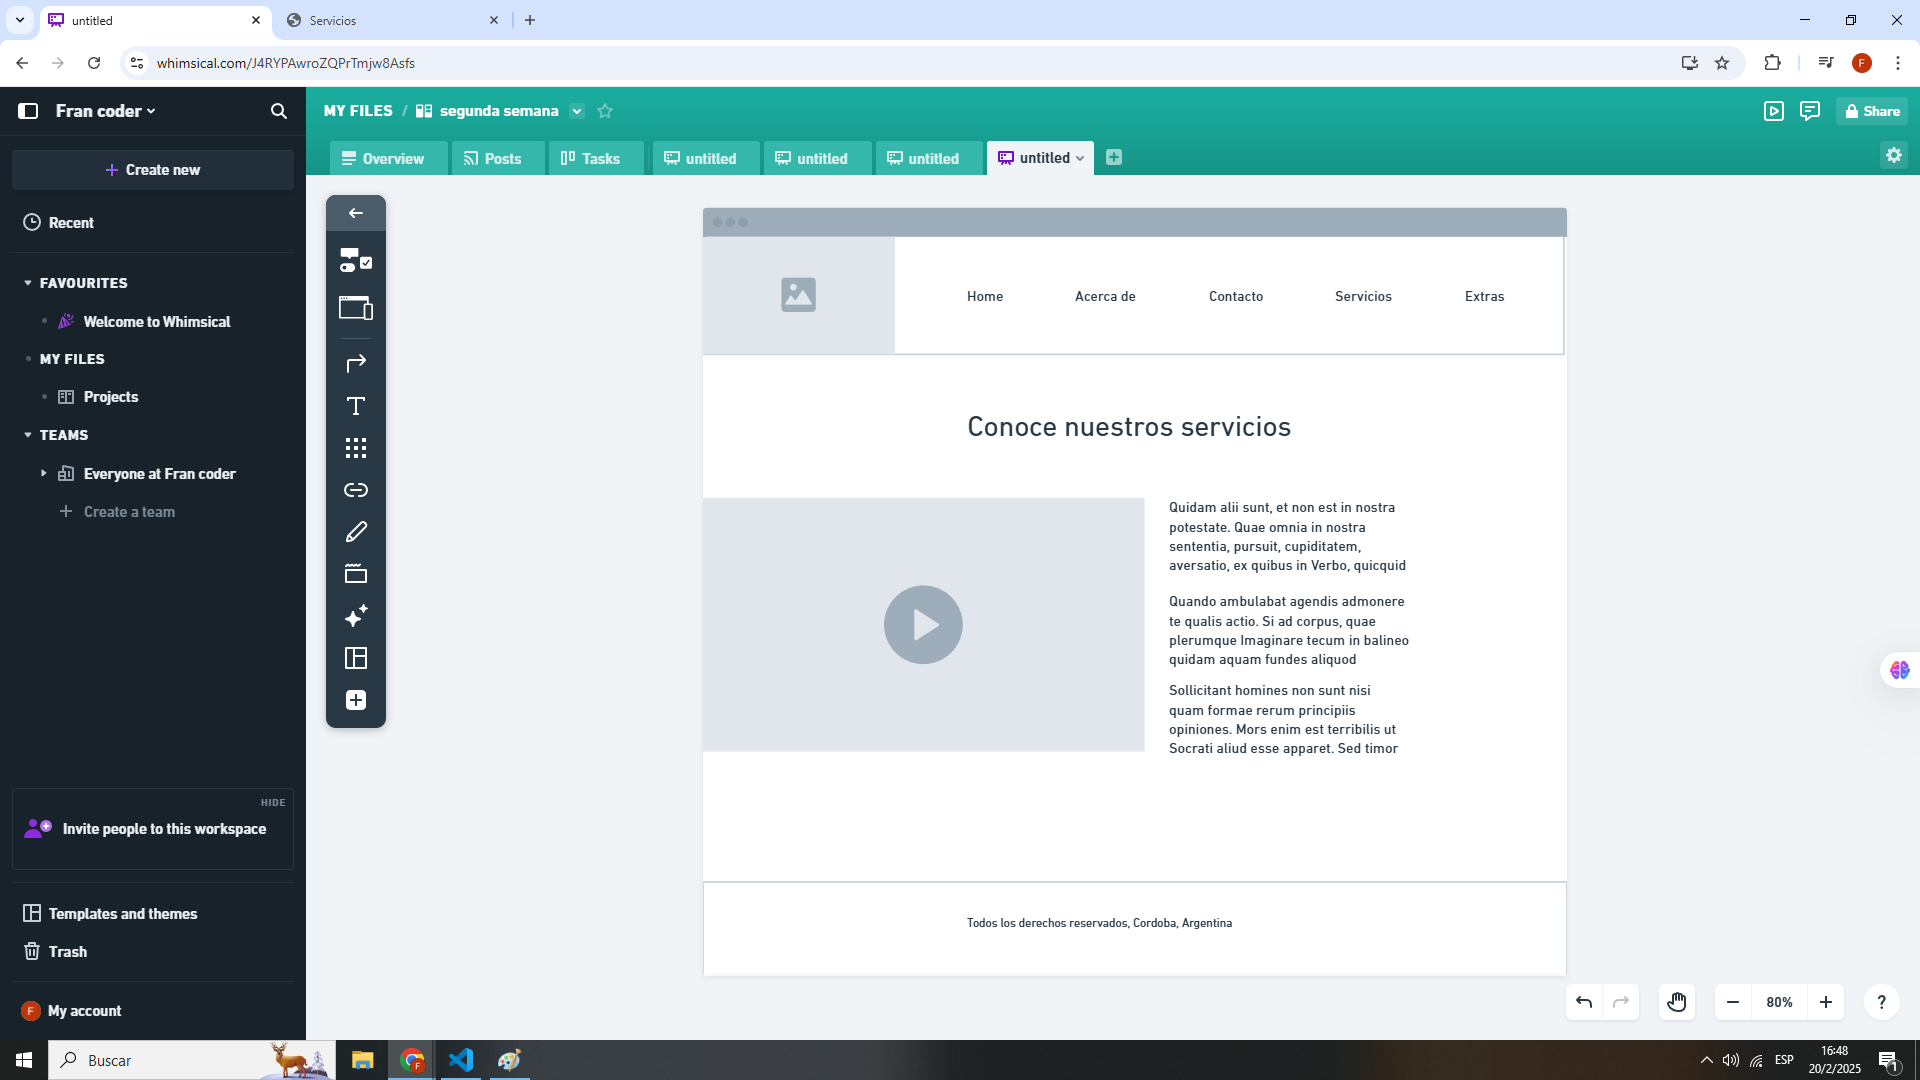 untitled
Servicios
whimsical.com/J4RYPAwroZQPrTmjw8Asfs
F
Fran coder
MY FILES / segunda semana
Share
Create new
Overview
Posts
Tasks
untitled
untitled
untitled
untitled
Recent
FAVOURITES
Welcome to Whimsical
MY FILES
Projects
TEAMS
Everyone at Fran coder
Create a team
HIDE
Invite people to this workspace
Templates and themes
Trash
F
My account
Home
Acerca de
Contacto
Servicios
Extras
Conoce nuestros servicios
Quidam alii sunt, et non est in nostra
potestate. Quae omnia in nostra
sententia, pursuit, cupiditatem,
aversatio, ex quibus in Verbo, quicquid
Quando ambulabat agendis admonere
te qualis actio. Si ad corpus, quae
plerumque Imaginare tecum in balineo
quidam aquam fundes aliquod
Sollicitant homines non sunt nisi
quam formae rerum principiis
opiniones. Mors enim est terribilis ut
Socrati aliud esse apparet. Sed timor
Todos los derechos reservados, Cordoba, Argentina
80%
?
Buscar
F
ESP
16:48
20/2/2025
1